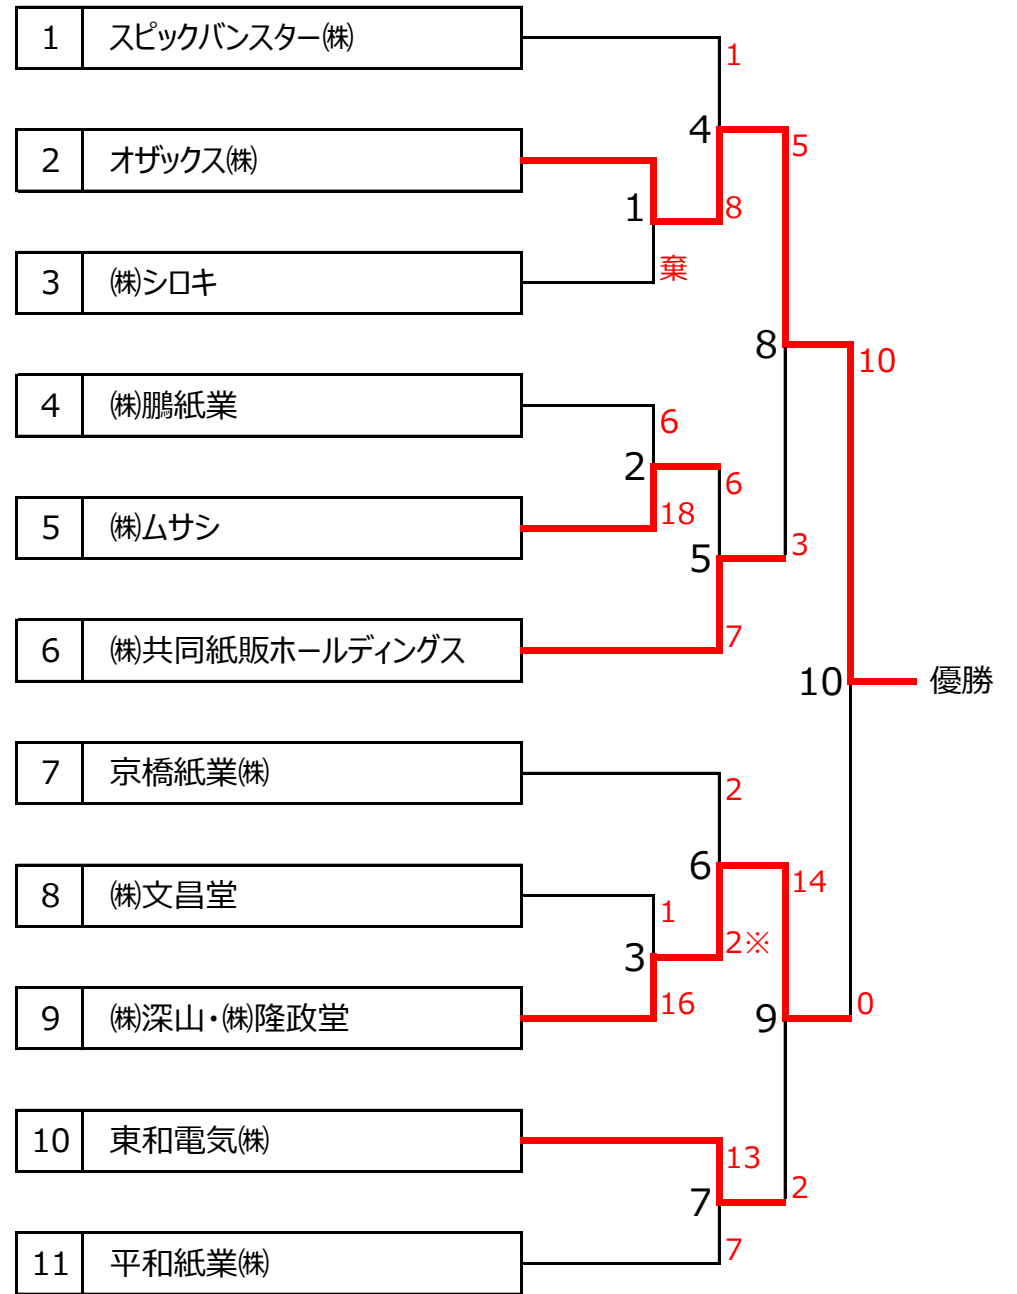 1 スピックバンスター㈱
1
4
5
2 オザックス㈱
1
8
3 ㈱シロキ
棄
8
10
4 ㈱鵬紙業
6
2
6
5 ㈱ムサシ
18
5
3
6 ㈱共同紙販ホールディングス
7
10 優勝
7 京橋紙業㈱
2
6
14
8 ㈱文昌堂
1
3
2※
9 ㈱深山・㈱隆政堂
16
9
0
10 東和電気㈱
13
7
2
11 平和紙業㈱
7